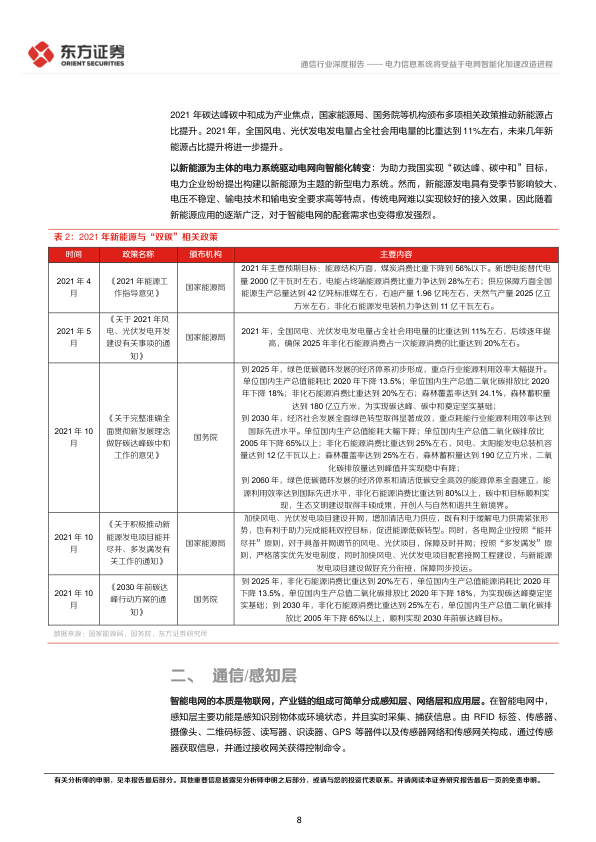 东方证券
ORIENT SECURITIES
通信行业深度报告 —— 电力信息系统将受益于电网智能化加速改造进程
2021 年碳达峰碳中和成为产业焦点，国家能源局、国务院等机构颁布多项相关政策推动新能源占
比提升。2021 年，全国风电、光伏发电发电量占全社会用电量的比重达到 11%左右，未来几年新
能源占比提升将进一步提升。
以新能源为主体的电力系统驱动电网向智能化转变：为助力我国实现“碳达峰、碳中和”目标，
电力企业纷纷提出构建以新能源为主题的新型电力系统。然而，新能源发电具有受季节影响较大、
电压不稳定、输电技术和输电安全要求高等特点，传统电网难以实现较好的接入效果，因此随着
新能源应用的逐渐广泛，对于智能电网的配套需求也变得愈发强烈。
表 2：2021 年新能源与“双碳”相关政策
时间 政策名称 颁布机构 主要内容
2021 年 4
月
《2021 年能源工
作指导意见》
国家能源局
2021 年主要预期目标：能源结构方面，煤炭消费比重下降到 56%以下。新增电能替代电
量 2000 亿千瓦时左右，电能占终端能源消费比重力争达到 28%左右；供应保障方面全国
能源生产总量达到 42 亿吨标准煤左右，石油产量 1.96 亿吨左右，天然气产量 2025 亿立
方米左右，非化石能源发电装机力争达到 11 亿千瓦左右。
2021 年 5
月
《关于 2021 年风
电、光伏发电开发
建设有关事项的通
知》
国家能源局
2021 年，全国风电、光伏发电发电量占全社会用电量的比重达到 11%左右，后续逐年提
高，确保 2025 年非化石能源消费占一次能源消费的比重达到 20%左右。
2021 年 10
月
《关于完整准确全
面贯彻新发展理念
做好碳达峰碳中和
工作的意见》
国务院
到 2025 年，绿色低碳循环发展的经济体系初步形成，重点行业能源利用效率大幅提升。
单位国内生产总值能耗比 2020 年下降 13.5%；单位国内生产总值二氧化碳排放比 2020
年下降 18%；非化石能源消费比重达到 20%左右；森林覆盖率达到 24.1%，森林蓄积量
达到 180 亿立方米，为实现碳达峰、碳中和奠定坚实基础；
到 2030 年，经济社会发展全面绿色转型取得显著成效，重点耗能行业能源利用效率达到
国际先进水平。单位国内生产总值能耗大幅下降；单位国内生产总值二氧化碳排放比
2005 年下降 65%以上；非化石能源消费比重达到 25%左右，风电、太阳能发电总装机容
量达到 12 亿千瓦以上；森林覆盖率达到 25%左右，森林蓄积量达到 190 亿立方米，二氧
化碳排放量达到峰值并实现稳中有降；
到 2060 年，绿色低碳循环发展的经济体系和清洁低碳安全高效的能源体系全面建立，能
源利用效率达到国际先进水平，非化石能源消费比重达到 80%以上，碳中和目标顺利实
现，生态文明建设取得丰硕成果，开创人与自然和谐共生新境界。
2021 年 10
月
《关于积极推动新
能源发电项目能并
尽并、多发满发有
关工作的通知》
国家能源局
加快风电、光伏发电项目建设并网，增加清洁电力供应，既有利于缓解电力供需紧张形
势，也有利于助力完成能耗双控目标，促进能源低碳转型。同时，各电网企业按照“能并
尽并”原则，对于具备并网调节的风电、光伏项目，保障及时并网；按照“多发满发”原
则，严格落实优先发电制度，同时加快风电、光伏发电项目配套接网工程建设，与新能源
发电项目建设做好充分衔接，保障同步投运。
2021 年 10
月
《2030 年前碳达
峰行动方案的通
知》
国务院
到 2025 年，非化石能源消费比重达到 20%左右，单位国内生产总值能源消耗比 2020 年
下降 13.5%，单位国内生产总值二氧化碳排放比 2020 年下降 18%，为实现碳达峰奠定坚
实基础；到 2030 年，非化石能源消费比重达到 25%左右，单位国内生产总值二氧化碳排
放比 2005 年下降 65%以上，顺利实现 2030 年前碳达峰目标。
数据来源：国家能源局、国务院、东方证券研究所
二、 通信/感知层
智能电网的本质是物联网，产业链的组成可简单分成感知层、网络层和应用层。在智能电网中，
感知层主要功能是感知识别物体或环境状态，并且实时采集、捕获信息。由 RFID 标签、传感器、
摄像头、二维码标签、读写器、识读器、GPS 等器件以及传感器网络和传感网关构成，通过传感
器获取信息，并通过接收网关获得控制命令。
有关分析师的申明，见本报告最后部分。其他重要信息披露见分析师申明之后部分，或请与您的投资代表联系。并请阅读本证券研究报告最后一页的免责申明。
8